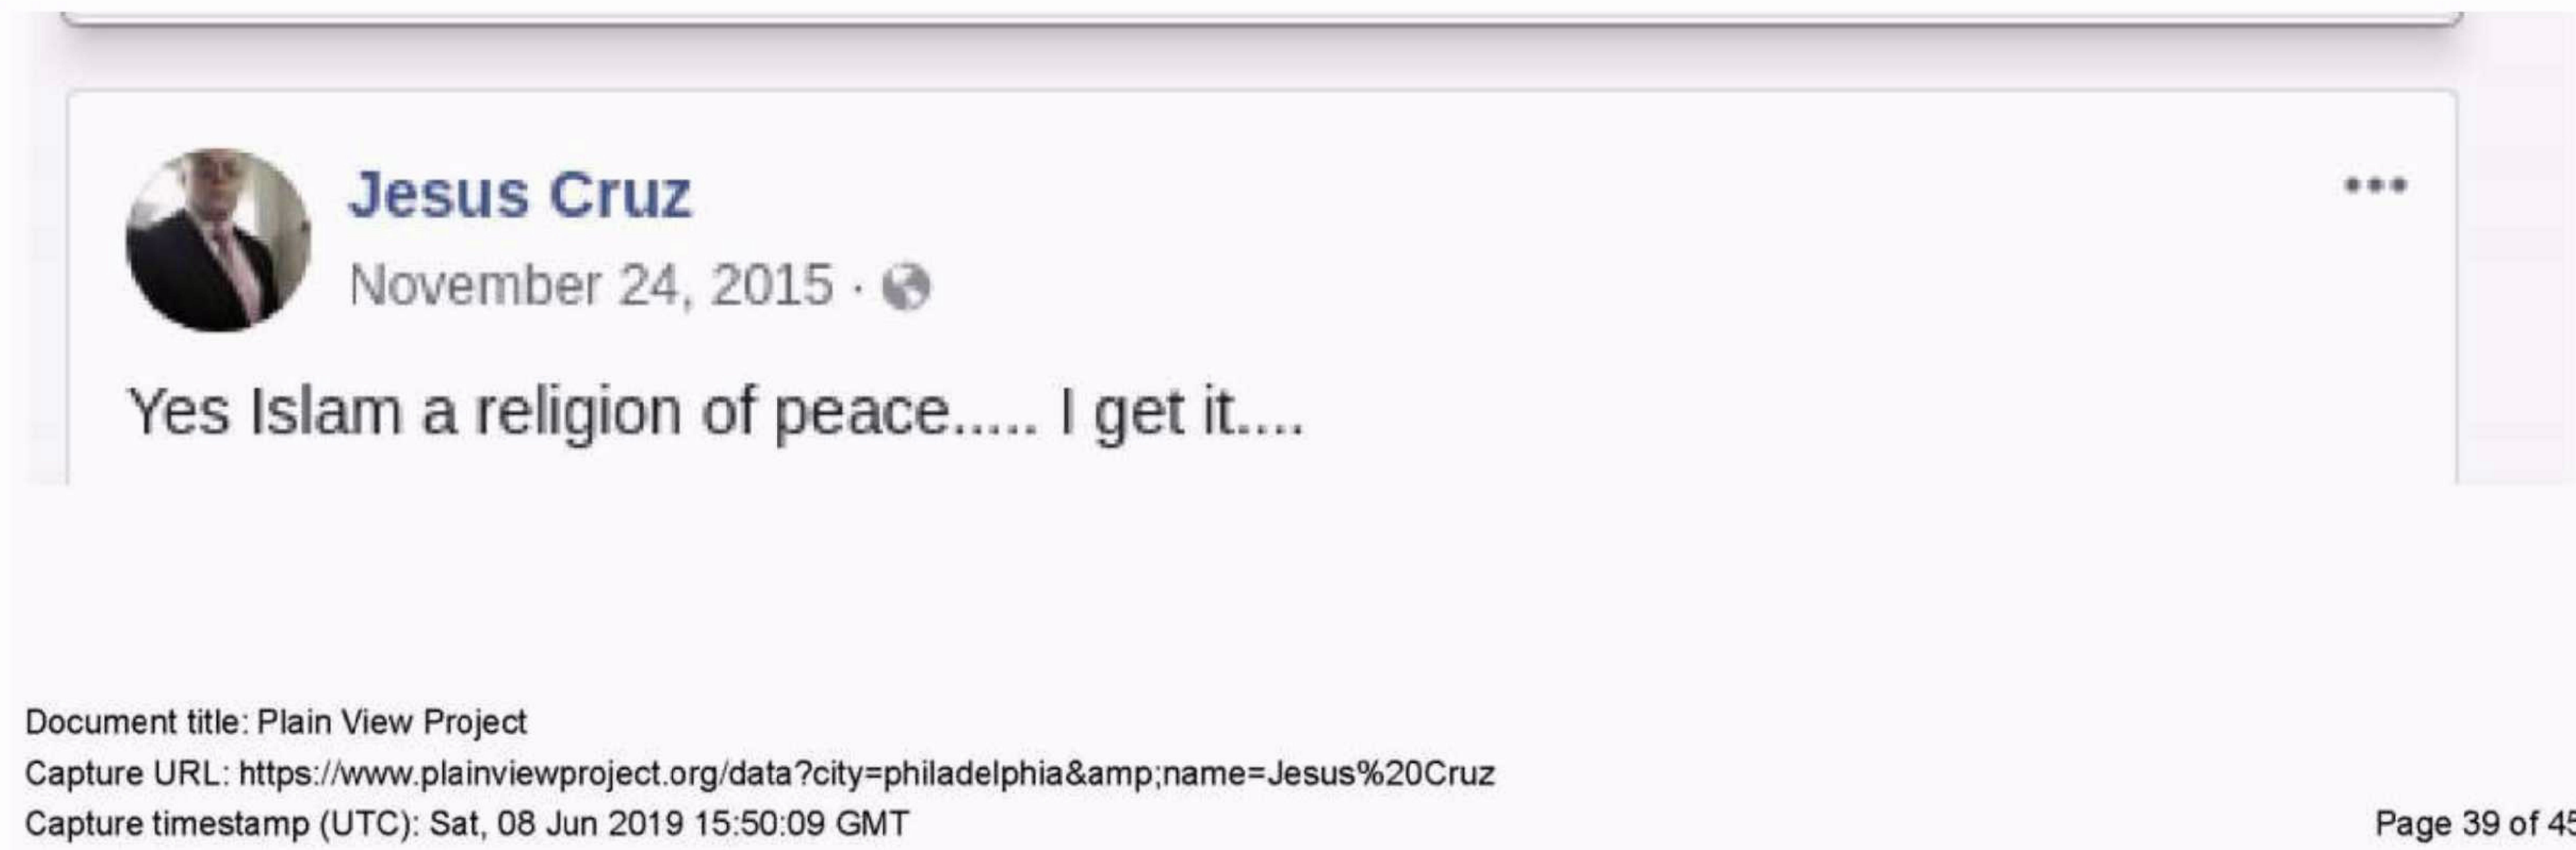 Jesus Cruz
November 24, 2015 ·
Yes Islam a religion of peace..... I get it....
Document title: Plain View Project
Capture URL: https://www.plainviewproject.org/data?city=philadelphia&amp;name=Jesus%20Cruz
Capture timestamp (UTC): Sat, 08 Jun 2019 15:50:09 GMT
Page 39 of 45